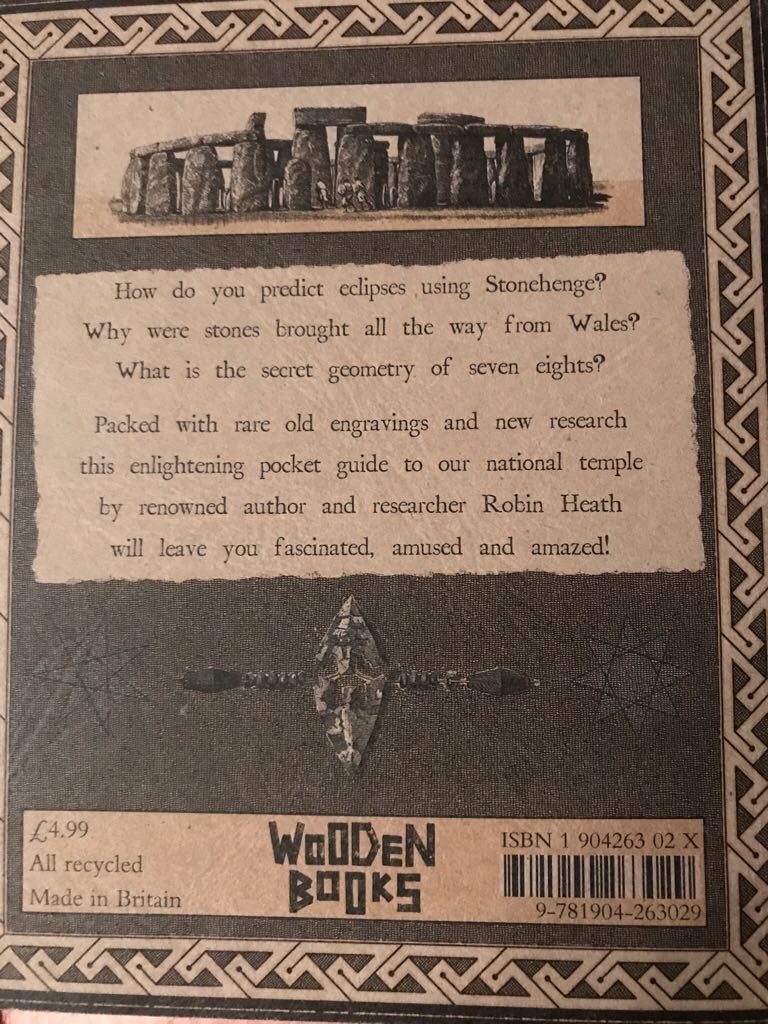 How do you predict eclipses using Stonehenge?
Why were stones brought all the way from Wales?
What is the secret geometry of seven eights?
Packed with rare old engravings and new research
this enlightening pocket guide to our national temple
by renowned author and researcher Robin Heath
will leave you fascinated, amused and amazed!
£4.99
All recycled
Made in Britain
WOODEN
BOOKS
ISBN 1 904263 02 X
9-781904-263029